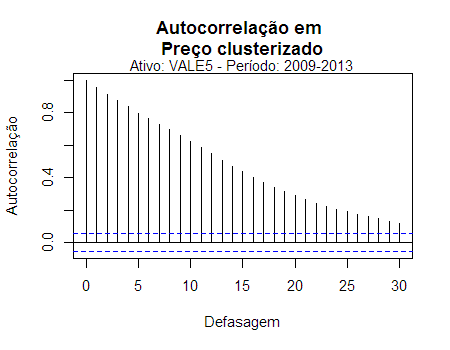 Autocorrelação em
Preço clusterizado
Ativo: VALE5 - Período: 2009-2013
Autocorrelação
0.8
0.4
0.0
0 5 10 15 20 25 30
Defasagem